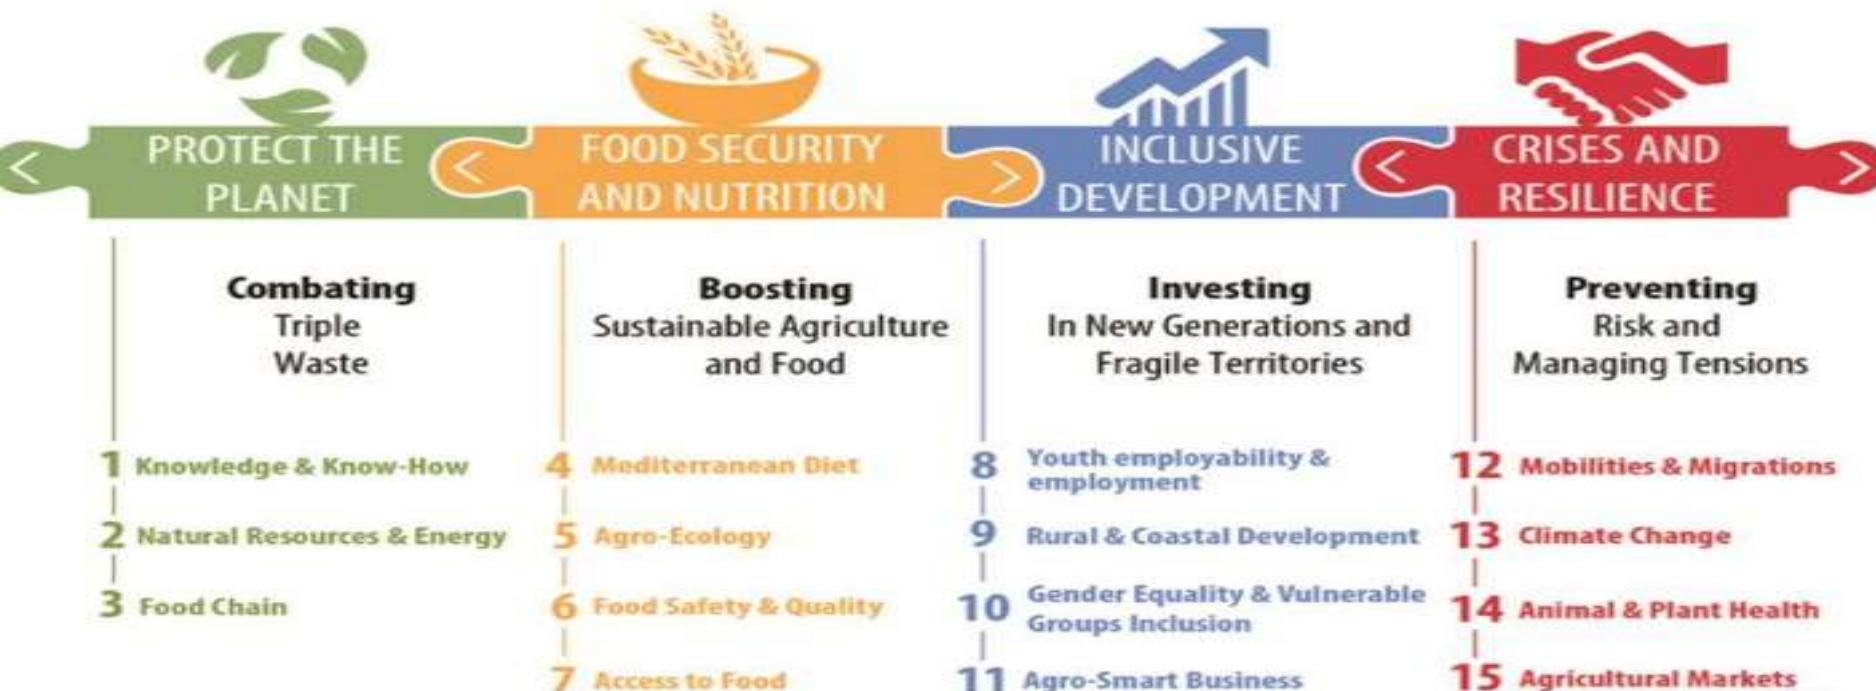 PROTECT THE
PLANET
FOOD SECURITY
AND NUTRITION
INCLUSIVE
DEVELOPMENT
CRISES AND
RESILIENCE
Combating
Triple
Waste
Boosting
Sustainable Agriculture
and Food
Investing
In New Generations and
Fragile Territories
Preventing
Risk and
Managing Tensions
1 Knowledge & Know-How
2 Natural Resources & Energy
3 Food Chain
4 Mediterranean Diet
5 Agro-Ecology
6 Food Safety & Quality
7 Access to Food
8 Youth employability &
employment
9 Rural & Coastal Development
10 Gender Equality & Vulnerable
Groups Inclusion
11 Agro-Smart Business
12 Mobilities & Migrations
13 Climate Change
14 Animal & Plant Health
15 Agricultural Markets